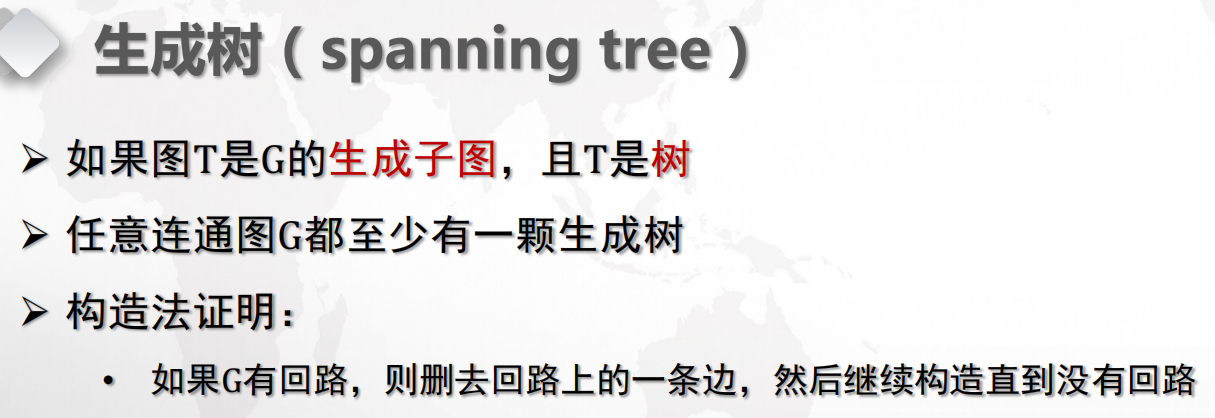 生成树（spanning tree）
如果图T是G的生成子图，且T是树
任意连通图G都至少有一颗生成树
构造法证明：
如果G有回路，则删去回路上的一条边，然后继续构造直到没有回路